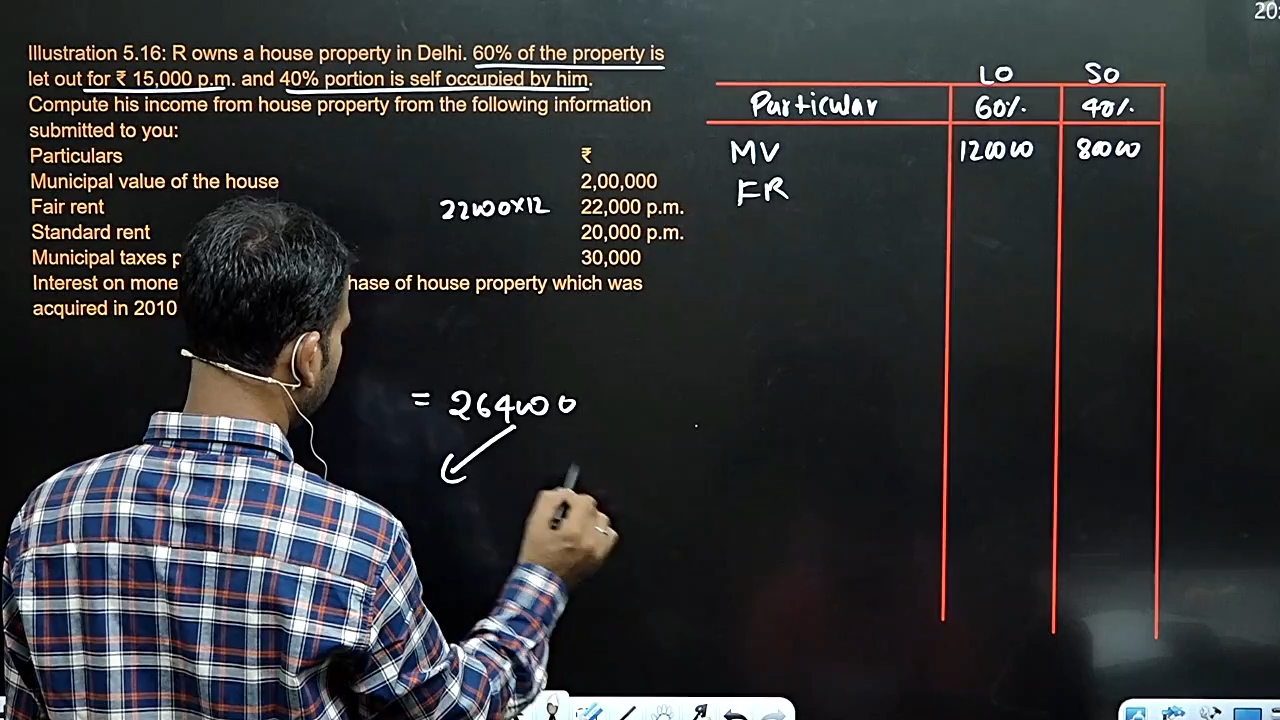 20:
Illustration 5.16: R owns a house property in Delhi. 60% of the property is
let out for ₹ 15,000 p.m. and 40% portion is self occupied by him.
Compute his income from house property from the following information
submitted to you:
Particulars ₹
Municipal value of the house 2,00,000
Fair rent 22000x12 22,000 p.m.
Standard rent 20,000 p.m.
Municipal taxes p 30,000
Interest on mone hase of house property which was
acquired in 2010
= 264000
LO SO
Particular 60% 40%
MV 120000 80000
FR